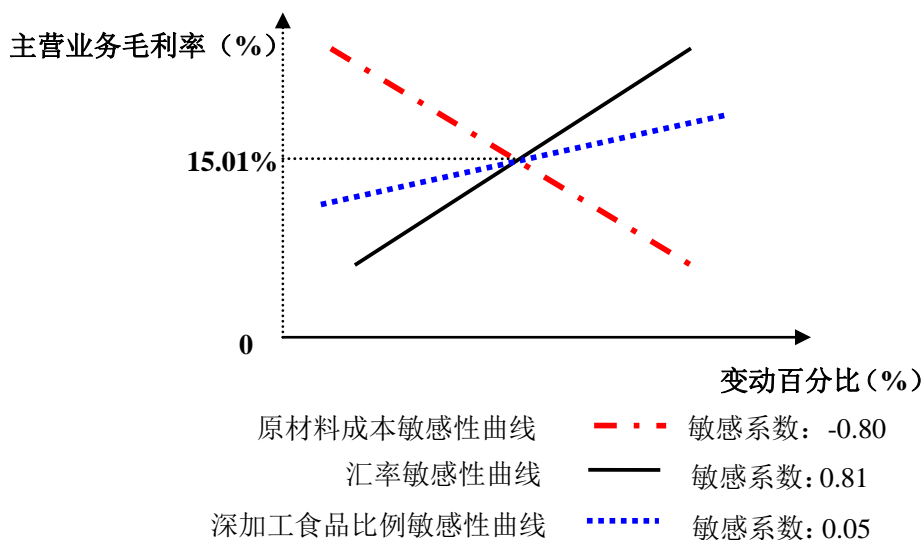 主营业务毛利率（%）
15.01%
0
变动百分比（%）
原材料成本敏感性曲线 敏感系数：-0.80
汇率敏感性曲线 敏感系数：0.81
深加工食品比例敏感性曲线 敏感系数：0.05